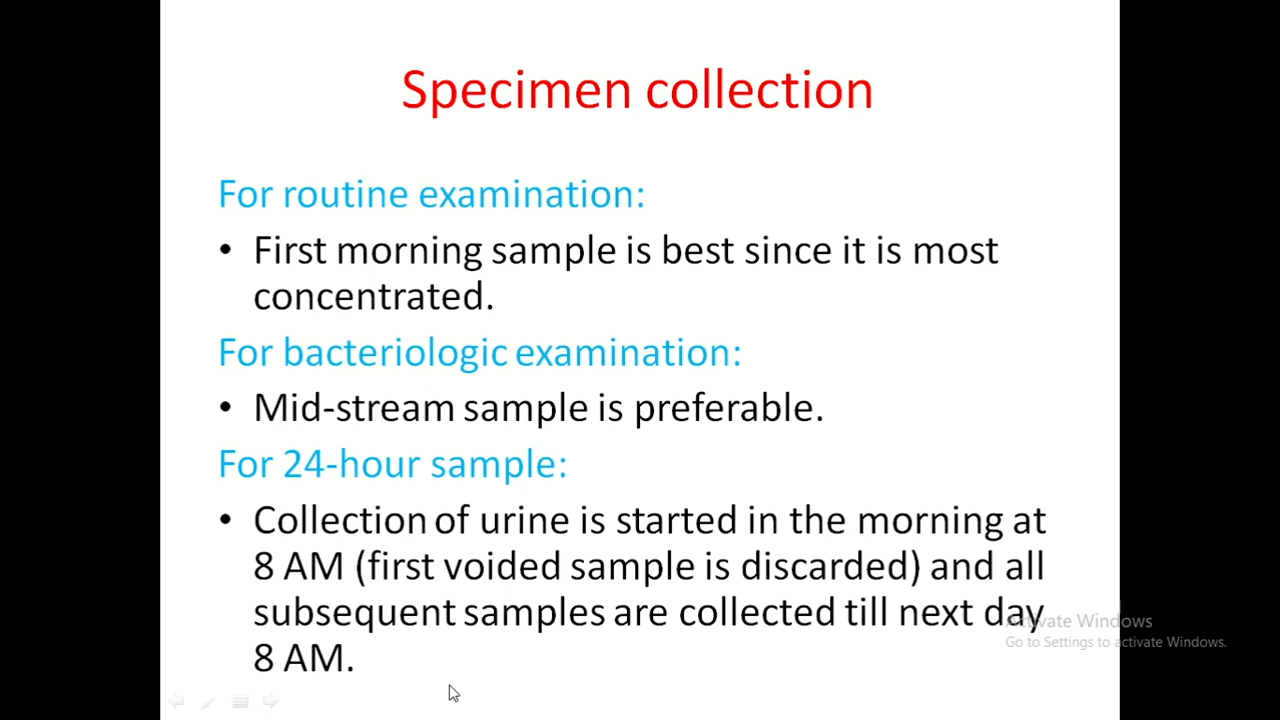 Specimen collection
For routine examination:
• First morning sample is best since it is most
concentrated.
For bacteriologic examination:
• Mid-stream sample is preferable.
For 24-hour sample:
• Collection of urine is started in the morning at
8 AM (first voided sample is discarded) and all
subsequent samples are collected till next day
8 AM.
Activate Windows
Go to Settings to activate Windows.